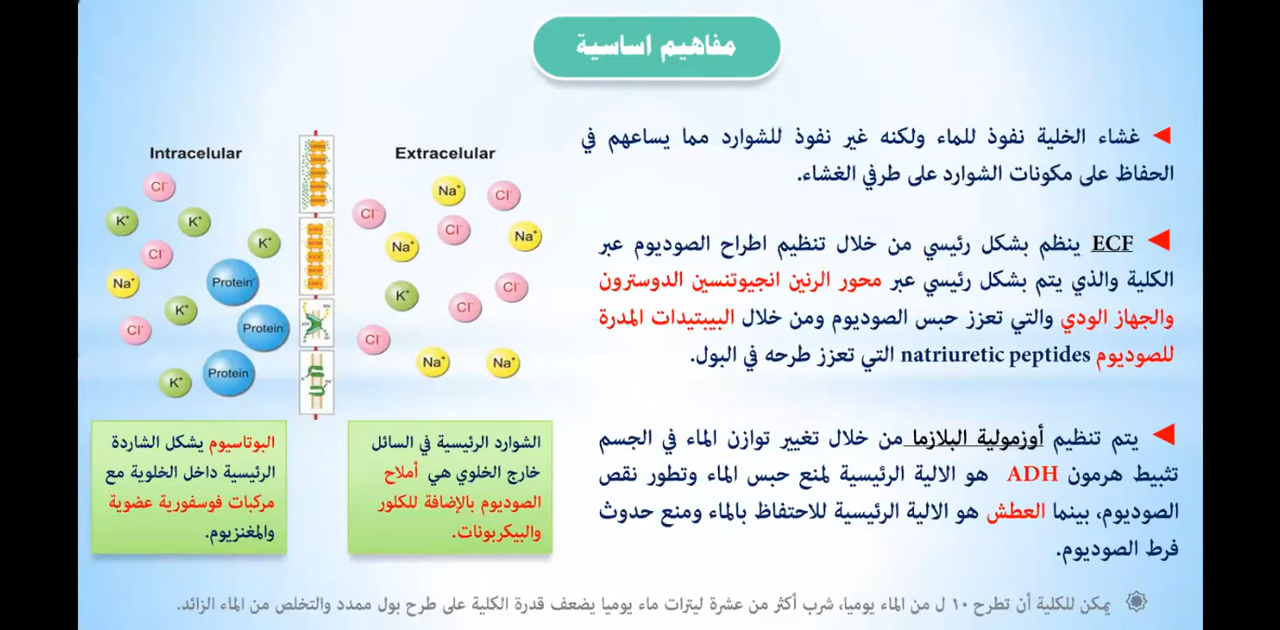 مفاهيم اساسية
غشاء الخلية نفوذ للماء ولكنه غير نفوذ للشوارد مما يساعهم في
الحفاظ على مكونات الشوارد على طرفي الغشاء.
ECF ينظم بشكل رئيسي من خلال تنظيم اطراح الصوديوم عبر
الكلية والذي يتم بشكل رئيسي عبر محور الرنين انجيوتنسين الدوسترون
والجهاز الودي والتي تعزز حبس الصوديوم ومن خلال الببتيدات المدرة
للصوديوم natriuretic peptides التي تعزز طرحه في البول.
يتم تنظيم أوزمولية البلازما من خلال تغيير توازن الماء في الجسم
تثبيط هرمون ADH هو الالية الرئيسية لمنع حبس الماء وتطور نقص
الصوديوم، بينما العطش هو الالية الرئيسية للاحتفاظ بالماء ومنع حدوث
فرط الصوديوم.
Intracelular
Extracelular
Cl⁻
K⁺
K⁺
K⁺
Cl⁻
Na⁺
Protein⁻
K⁺
Cl⁻
Protein⁻
Protein⁻
K⁺
Na⁺
Cl⁻
Cl⁻
Cl⁻
Na⁺
Na⁺
K⁺
Cl⁻
Cl⁻
Cl⁻
Na⁺
Na⁺
الشوارد الرئيسية في السائل
خارج الخلوي هي أملاح
الصوديوم بالإضافة للكلور
والبيكربونات.
البوتاسيوم يشكل الشاردة
الرئيسية داخل الخلوية مع
مركبات فوسفورية عضوية
والمغنزيوم.
يمكن للكلية أن تطرح ١٠ ل من الماء يوميا، شرب أكثر من عشرة ليترات ماء يوميا يضعف قدرة الكلية على طرح بول ممدد والتخلص من الماء الزائد.